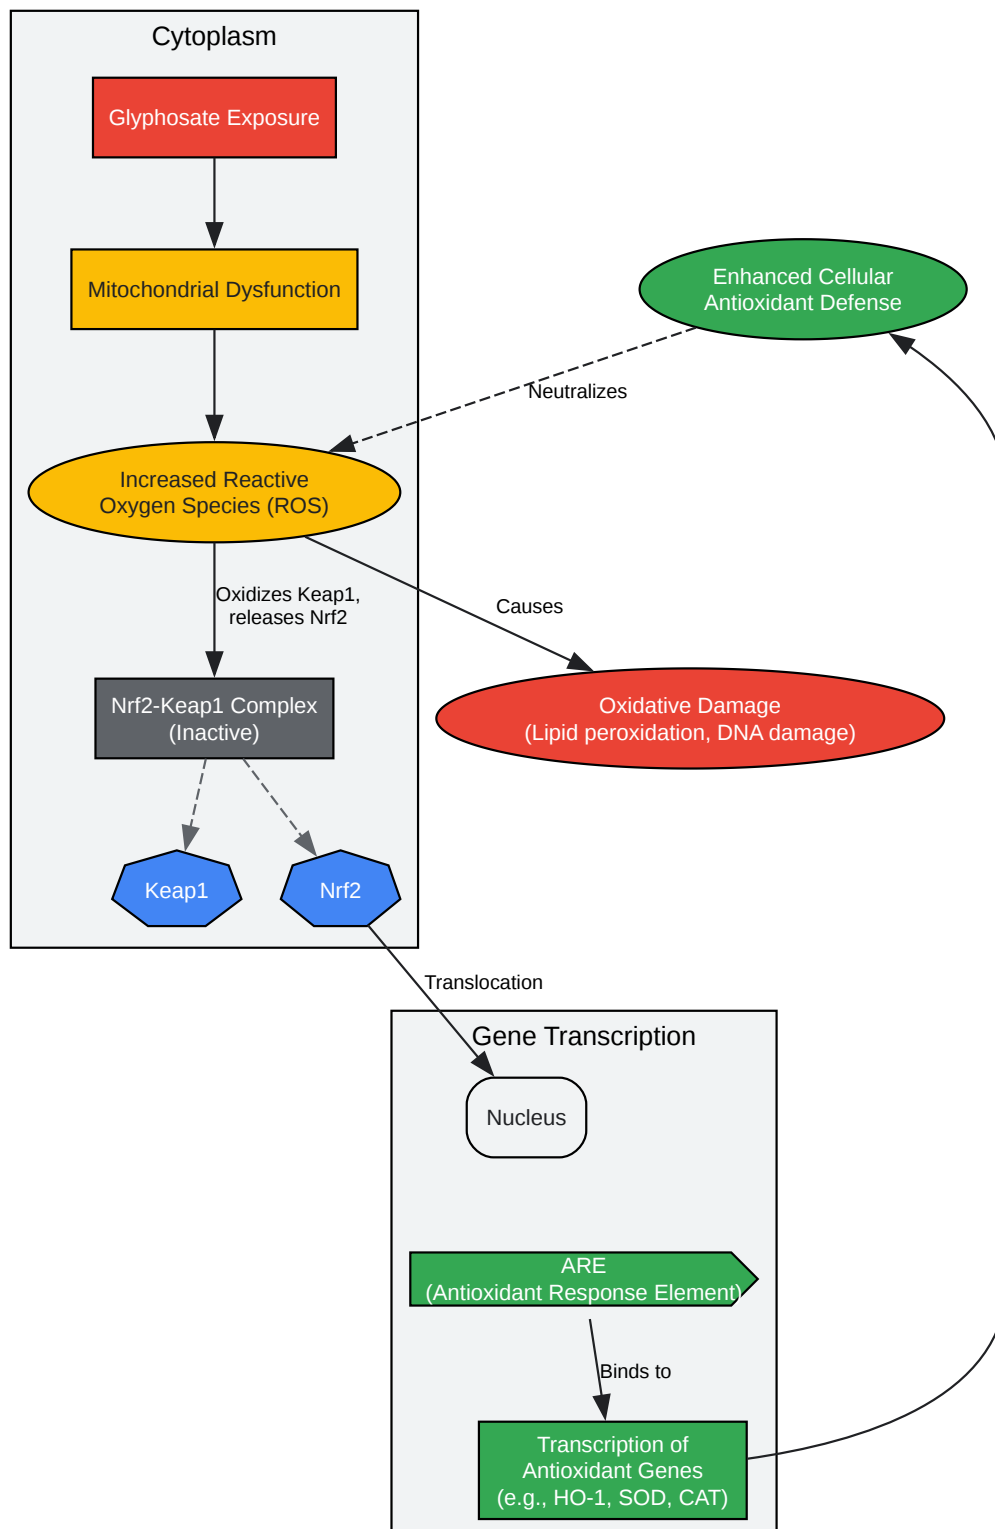 Cytoplasm
Glyphosate Exposure
Mitochondrial Dysfunction
Enhanced Cellular
Antioxidant Defense
Neutralizes
Increased Reactive
Oxygen Species (ROS)
Oxidizes Keap1,
releases Nrf2
Causes
Nrf2-Keap1 Complex
(Inactive)
Oxidative Damage
(Lipid peroxidation, DNA damage)
Keap1
Nrf2
Translocation
Gene Transcription
Nucleus
ARE
(Antioxidant Response Element)
Binds to
Transcription of
Antioxidant Genes
(e.g., HO-1, SOD, CAT)